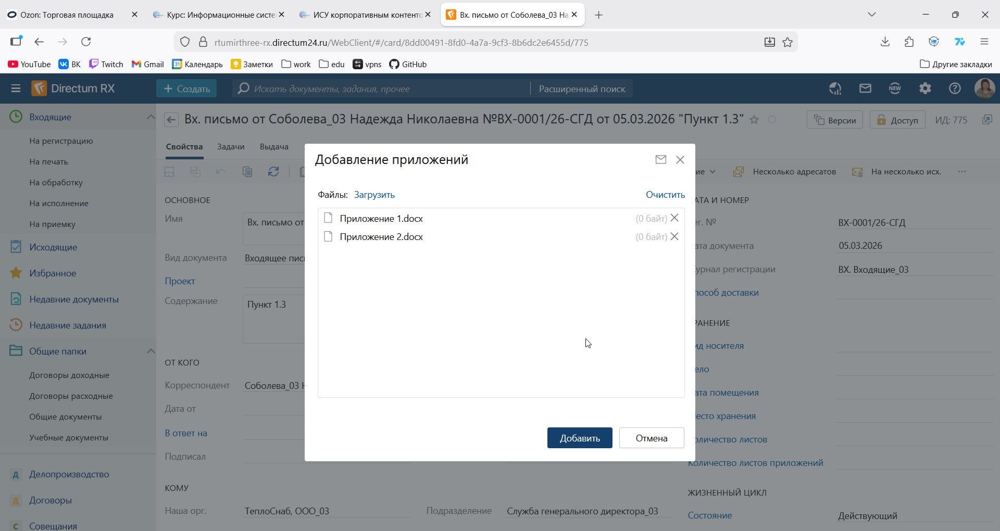 Ozon: Торговая площадка
Курс: Информационные систе
ИСУ корпоративным контенто
Вх. письмо от Соболева_03 На
rtumirthree-rx.directum24.ru/WebClient/#/card/8dd00491-8fd0-4a7a-9cf3-8b6dc2e6455d/775
YouTube
ВК
Twitch
Gmail
31 Календарь
Заметки
work
edu
vpns
GitHub
Другие закладки
Directum RX
Создать
Искать документы, задания, прочее
Расширенный поиск
NEW
Входящие
На регистрацию
На печать
На обработку
На исполнение
На приемку
Исходящие
Избранное
Недавние документы
Недавние задания
Общие папки
Договоры доходные
Договоры расходные
Общие документы
Учебные документы
Д Делопроизводство
Д Договоры
С Совещания
Вх. письмо от Соболева_03 Надежда Николаевна №ВХ-0001/26-СГД от 05.03.2026 "Пункт 1.3"
Версии
Доступ
ИД: 775
Свойства
Задачи
Выдача
ие
Несколько адресатов
На несколько исх.
ОСНОВНОЕ
Имя
Вх. письмо от
Вид документа
Входящее пис
Проект
Содержание
Пункт 1.3
ОТ КОГО
Корреспондент
Соболева_03 Н
Дата от
В ответ на
Подписал
КОМУ
Наша орг.
ТеплоСнаб, ООО_03
Подразделение
Служба генерального директора_03
Добавление приложений
Файлы: Загрузить
Очистить
Приложение 1.docx
(0 байт)
Приложение 2.docx
(0 байт)
Добавить
Отмена
АТА И НОМЕР
ег. №
ВХ-0001/26-СГД
ата документа
05.03.2026
урнал регистрации
ВХ. Входящие_03
пособ доставки
РАНЕНИЕ
ид носителя
ело
ата помещения
есто хранения
оличество листов
Количество листов приложений
ЖИЗНЕННЫЙ ЦИКЛ
Состояние
Действующий